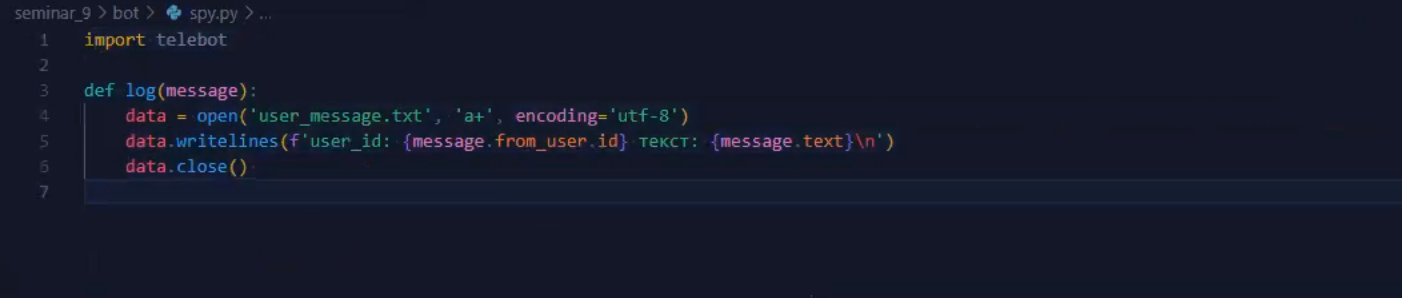 seminar_9 > bot > spy.py > ...
1 import telebot
2
3 def log(message):
4     data = open('user_message.txt', 'a+', encoding='utf-8')
5     data.writelines(f'user_id: {message.from_user.id} текст: {message.text}\n')
6     data.close()
7